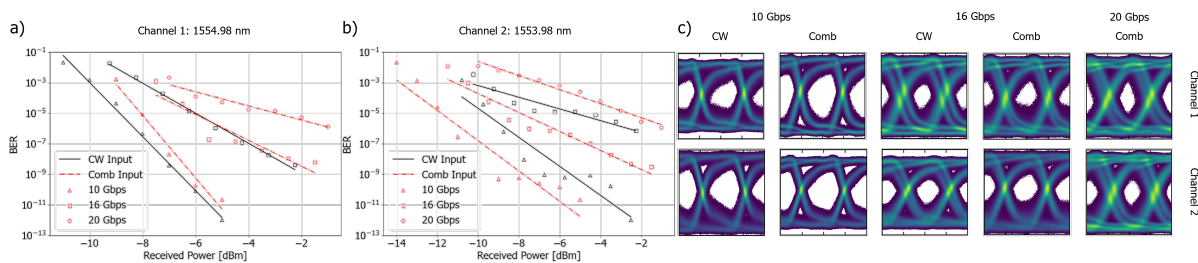 a)
Channel 1: 1554.98 nm
BER
10⁻¹
10⁻³
10⁻⁵
10⁻⁷
10⁻⁹
10⁻¹¹
10⁻¹³
CW Input
Comb Input
10 Gbps
16 Gbps
20 Gbps
−10 −8 −6 −4 −2
Received Power [dBm]
b)
Channel 2: 1553.98 nm
BER
10⁻¹
10⁻³
10⁻⁵
10⁻⁷
10⁻⁹
10⁻¹¹
10⁻¹³
CW Input
Comb Input
10 Gbps
16 Gbps
20 Gbps
−14 −12 −10 −8 −6 −4 −2
Received Power [dBm]
c)
10 Gbps 16 Gbps 20 Gbps
CW Comb CW Comb Comb
Channel 1
Channel 2